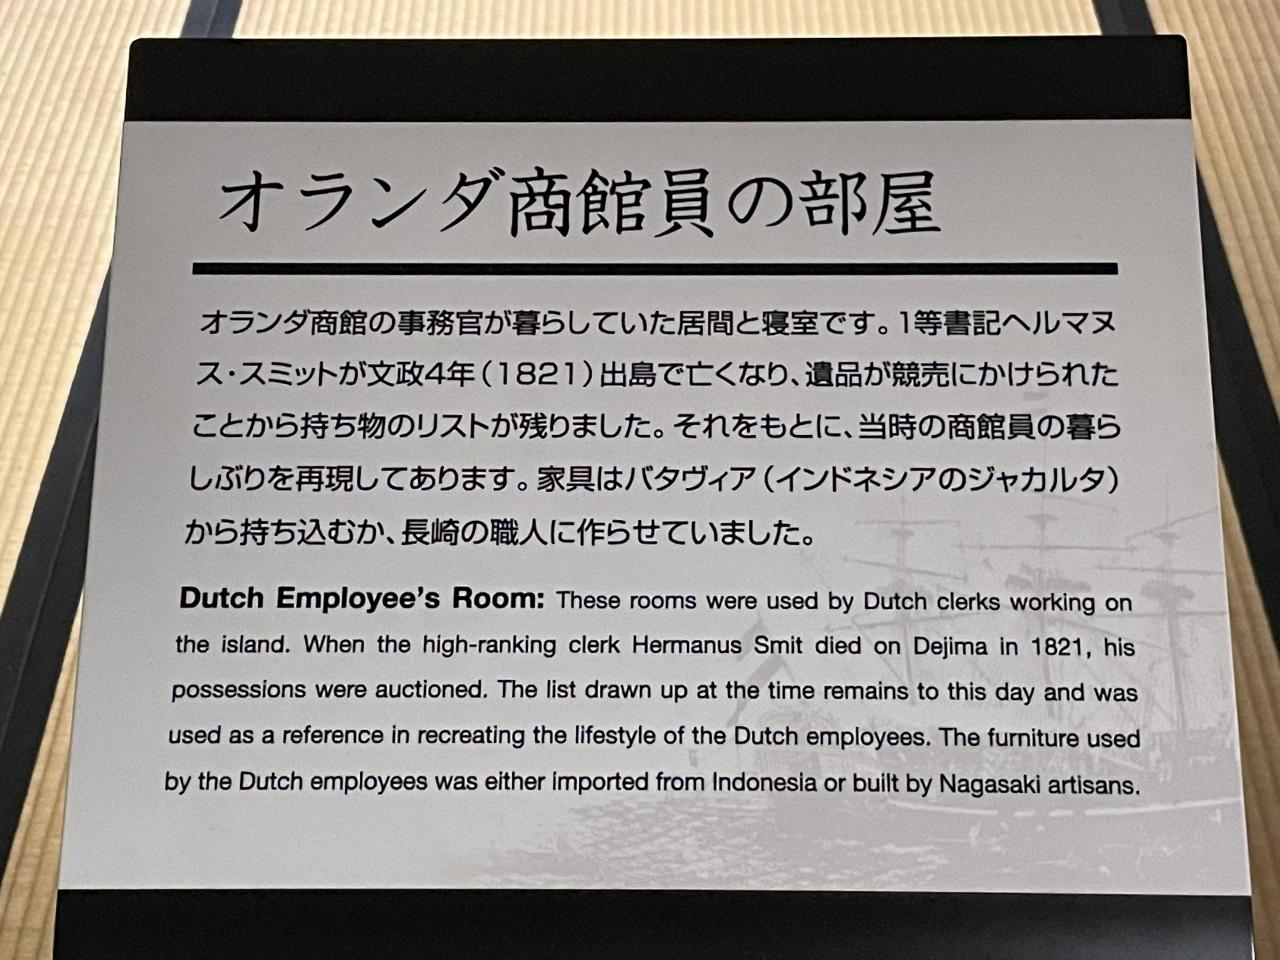 オランダ商館員の部屋
オランダ商館の事務官が暮らしていた居間と寝室です。1等書記ヘルマヌ
ス・スミットが文政4年（1821）出島で亡くなり、遺品が競売にかけられた
ことから持ち物のリストが残りました。それをもとに、当時の商館員の暮ら
しぶりを再現してあります。家具はバタヴィア（インドネシアのジャカルタ）
から持ち込むか、長崎の職人に作らせていました。
Dutch Employee's Room: These rooms were used by Dutch clerks working on
the island. When the high-ranking clerk Hermanus Smit died on Dejima in 1821, his
possessions were auctioned. The list drawn up at the time remains to this day and was
used as a reference in recreating the lifestyle of the Dutch employees. The furniture used
by the Dutch employees was either imported from Indonesia or built by Nagasaki artisans.